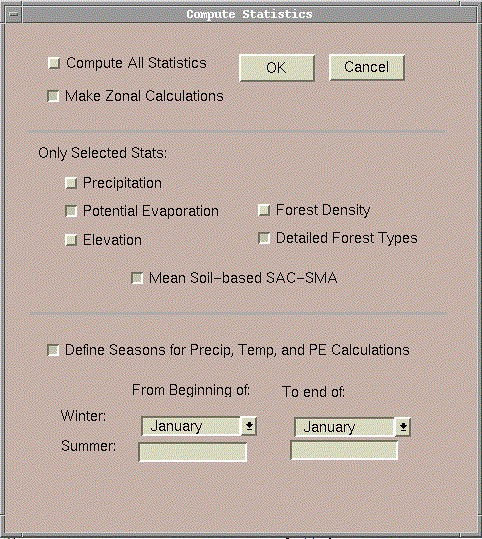 Compute Statistics
Compute All Statistics
OK
Cancel
Make Zonal Calculations
Only Selected Stats:
Precipitation
Potential Evaporation
Forest Density
Elevation
Detailed Forest Types
Mean Soil-based SAC-SMA
Define Seasons for Precip, Temp, and PE Calculations
From Beginning of:
To end of:
Winter:
January
January
Summer: